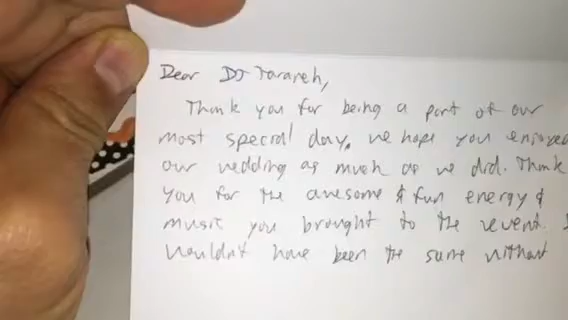 Dear DJ Taraneh,
Thank you for being a part of our
most special day, we hope you enjoyed
our wedding as much as we did. Thank
you for the awesome & fun energy &
music you brought to the event. I
wouldn't have been the same without